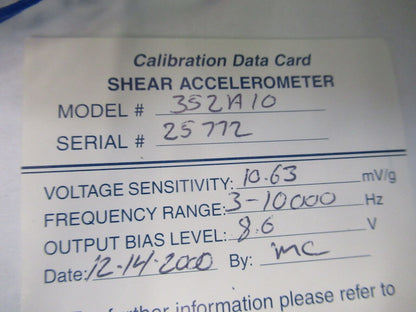 Calibration Data Card
SHEAR ACCELEROMETER
MODEL # 352A10
SERIAL # 25772
VOLTAGE SENSITIVITY: 10.63 mV/g
FREQUENCY RANGE: 3-10000 Hz
OUTPUT BIAS LEVEL: 8.6 V
Date: 12-14-2000 By: MC
further information please refer to